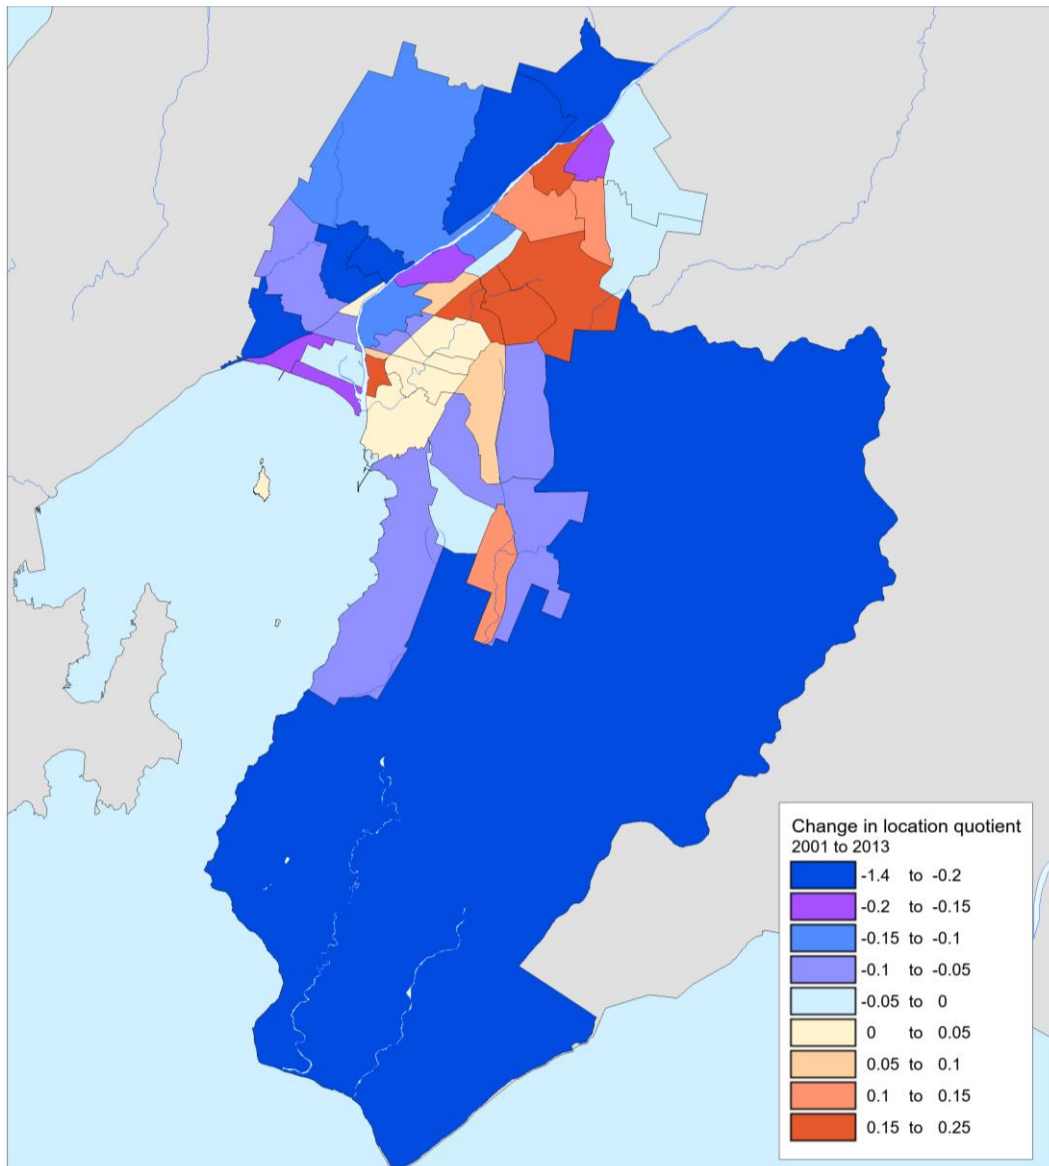 Change in location quotient
2001 to 2013
-1.4 to -0.2
-0.2 to -0.15
-0.15 to -0.1
-0.1 to -0.05
-0.05 to 0
0 to 0.05
0.05 to 0.1
0.1 to 0.15
0.15 to 0.25